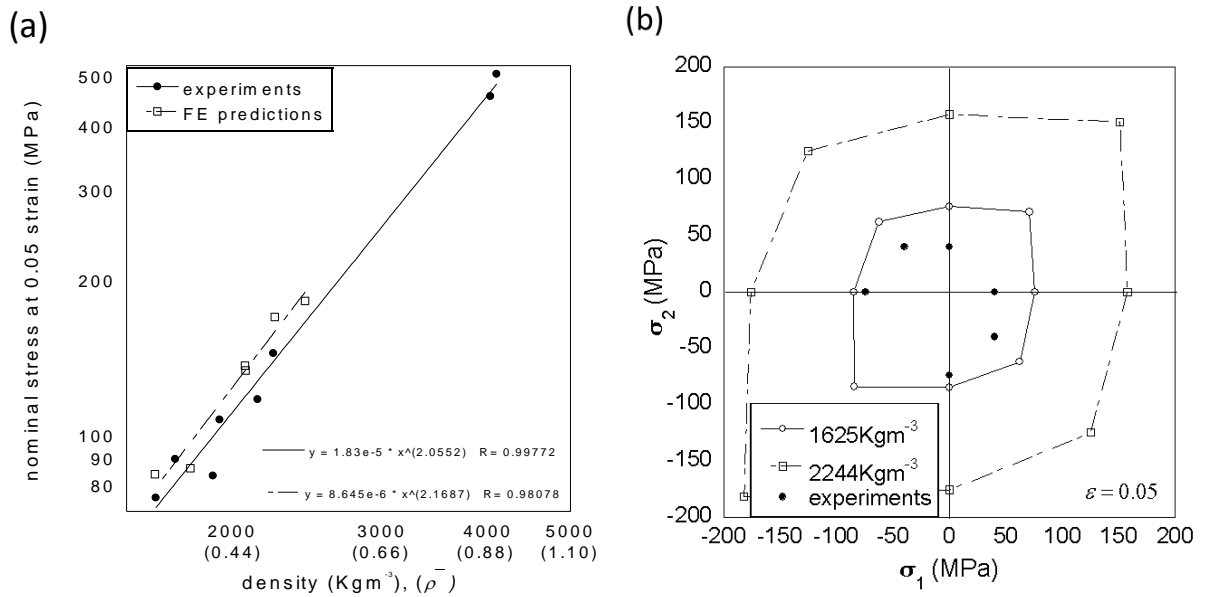 (a)
nominal stress at 0.05 strain (MPa)
500
400
300
200
100
90
80
experiments
FE predictions
y = 1.83e-5 * x^(2.0552) R= 0.99772
y = 8.645e-6 * x^(2.1687) R= 0.98078
2000 3000 4000 5000
(0.44) (0.66) (0.88) (1.10)
density (Kgm⁻³), (ρ̅ )
(b)
σ₂ (MPa)
200
150
100
50
0
-50
-100
-150
-200
1625Kgm⁻³
2244Kgm⁻³
experiments
ε = 0.05
-200 -150 -100 -50 0 50 100 150 200
σ₁ (MPa)